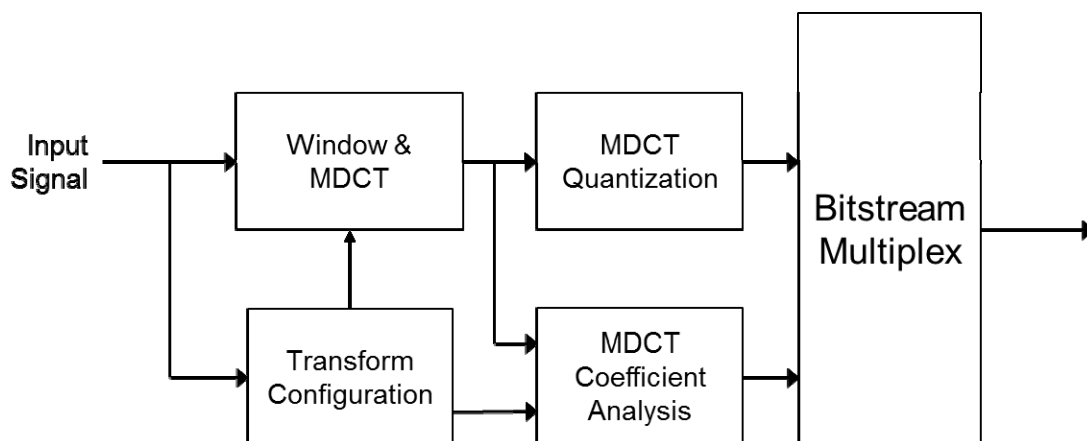 Input
Signal
Window &
MDCT
MDCT
Quantization
Bitstream
Multiplex
Transform
Configuration
MDCT
Coefficient
Analysis